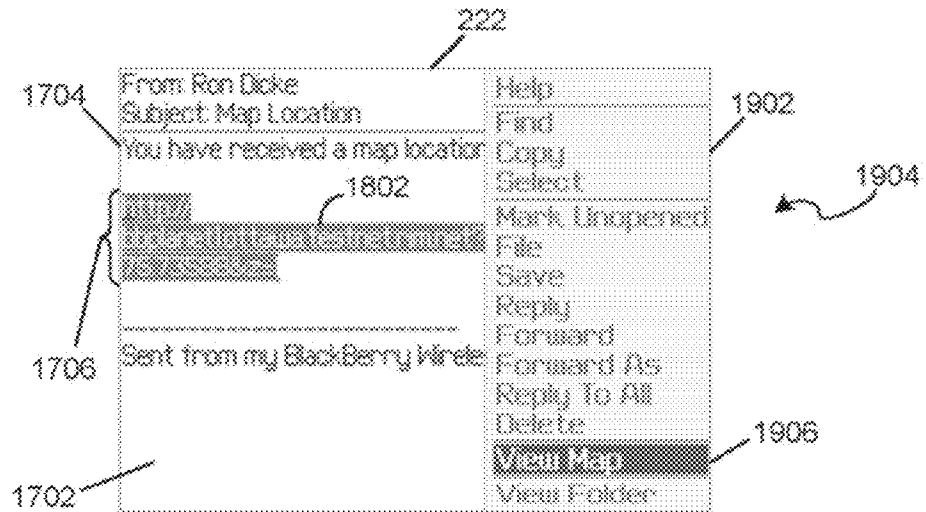 222
From: Ron Dicke
Subject: Map Location
You have received a map location
1704
1802
1706
Sent from my BlackBerry Wirele
1702
Help
Find
Copy
Select
Mark Unopened
File
Save
Reply
Forward
Forward As
Reply To All
Delete
View Map
View Folder
1902
1904
1906